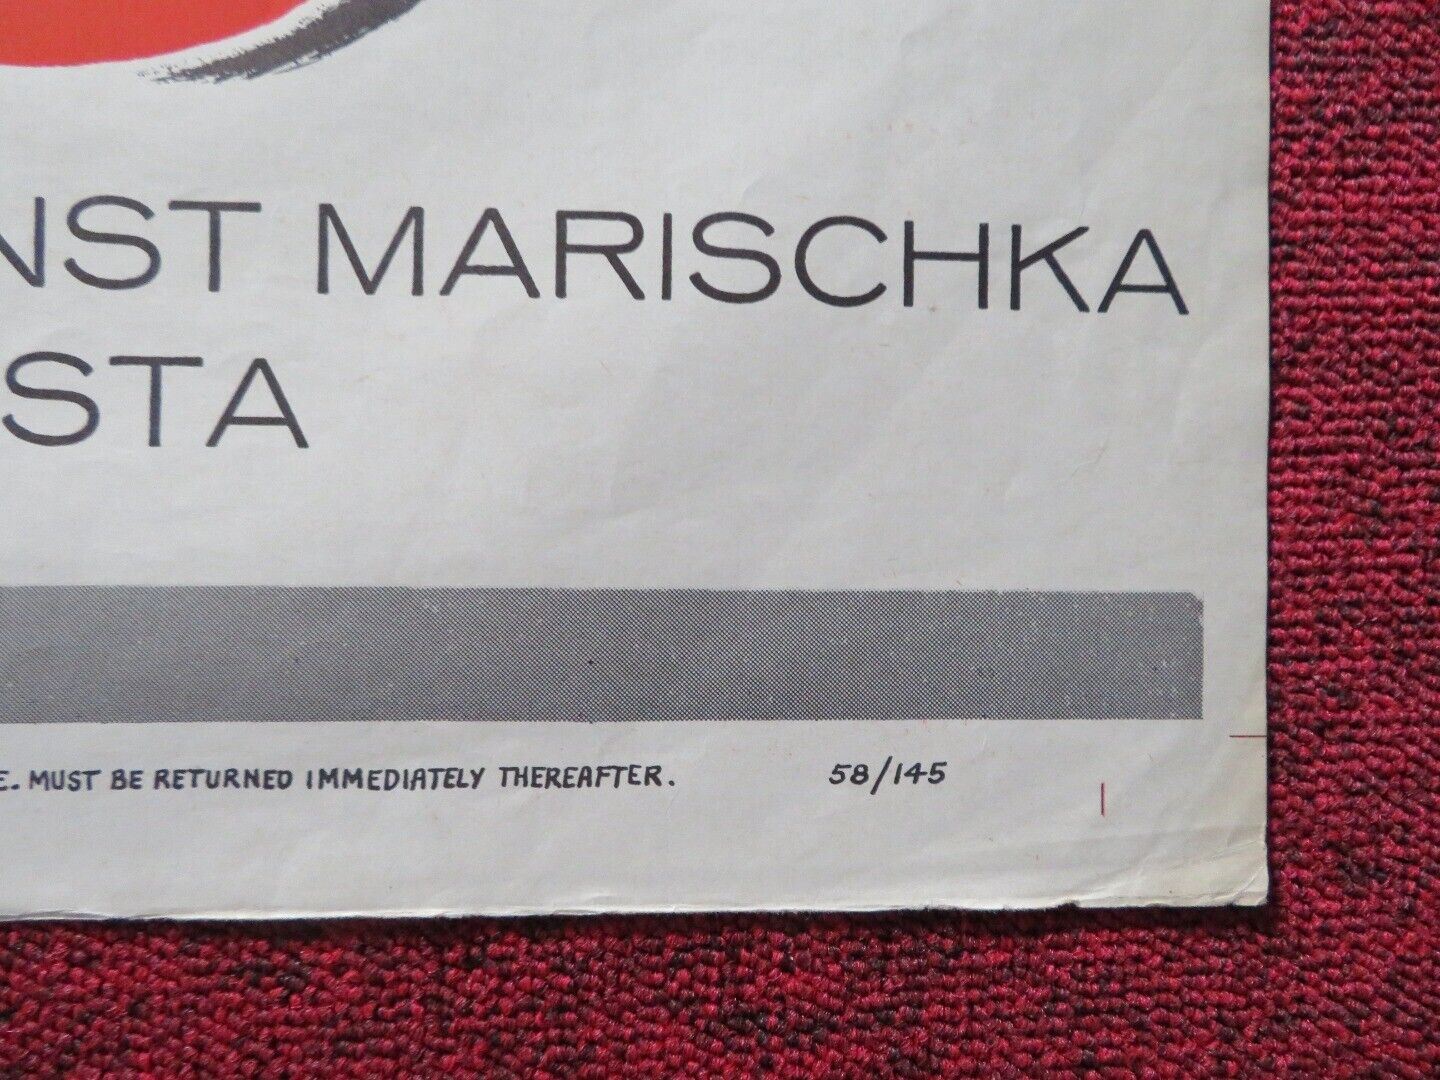 NST MARISCHKA
STA
E. MUST BE RETURNED IMMEDIATELY THEREAFTER. 58/145